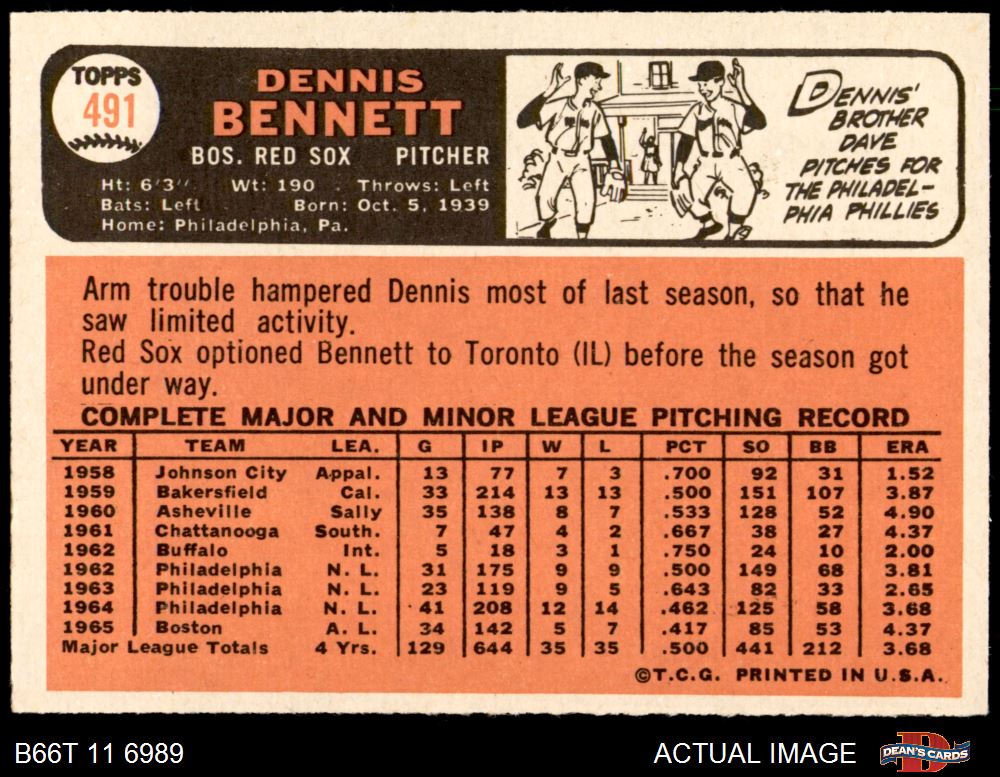 TOPPS
491
DENNIS
BENNETT
BOS. RED SOX PITCHER
Ht: 6'3" Wt: 190 Throws: Left
Bats: Left Born: Oct. 5, 1939
Home: Philadelphia, Pa.
DENNIS'
BROTHER
DAVE
PITCHES FOR
THE PHILADEL-
PHIA PHILLIES
Arm trouble hampered Dennis most of last season, so that he
saw limited activity.
Red Sox optioned Bennett to Toronto (IL) before the season got
under way.
COMPLETE MAJOR AND MINOR LEAGUE PITCHING RECORD
YEAR TEAM LEA. G IP W L PCT SO BB ERA
1958 Johnson City Appal. 13 77 7 3 .700 92 31 1.52
1959 Bakersfield Cal. 33 214 13 13 .500 151 107 3.87
1960 Asheville Sally 35 138 8 7 .533 128 52 4.90
1961 Chattanooga South. 7 47 4 2 .667 38 27 4.37
1962 Buffalo Int. 5 18 3 1 .750 24 10 2.00
1962 Philadelphia N. L. 31 175 9 9 .500 149 68 3.81
1963 Philadelphia N. L. 23 119 9 5 .643 82 33 2.65
1964 Philadelphia N. L. 41 208 12 14 .462 125 58 3.68
1965 Boston A. L. 34 142 5 7 .417 85 53 4.37
Major League Totals 4 Yrs. 129 644 35 35 .500 441 212 3.68
©T.C.G. PRINTED IN U.S.A.
B66T 11 6989
ACTUAL IMAGE
DEAN'S CARDS